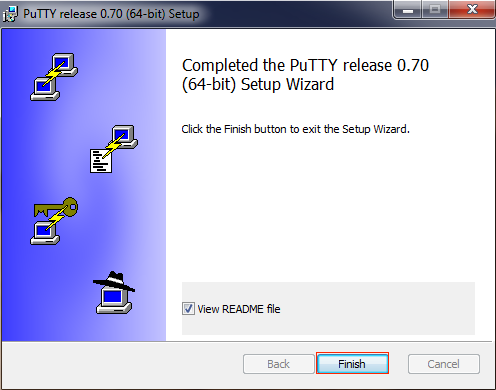 PuTTY release 0.70 (64-bit) Setup
Completed the PuTTY release 0.70
(64-bit) Setup Wizard
Click the Finish button to exit the Setup Wizard.
View README file
Back
Finish
Cancel